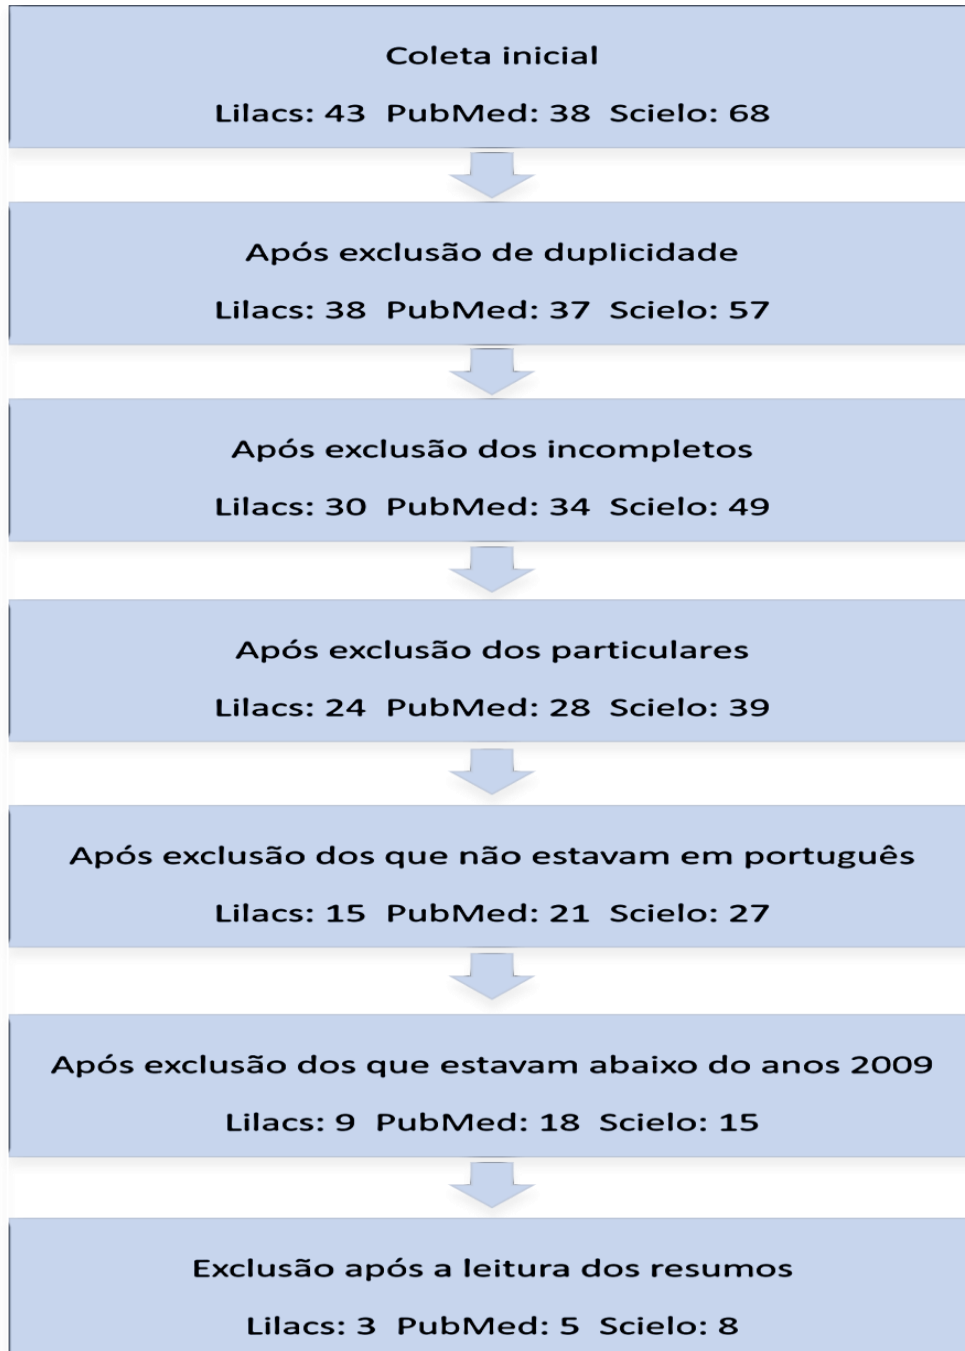 Coleta inicial
Lilacs: 43 PubMed: 38 Scielo: 68
Após exclusão de duplicidade
Lilacs: 38 PubMed: 37 Scielo: 57
Após exclusão dos incompletos
Lilacs: 30 PubMed: 34 Scielo: 49
Após exclusão dos particulares
Lilacs: 24 PubMed: 28 Scielo: 39
Após exclusão dos que não estavam em português
Lilacs: 15 PubMed: 21 Scielo: 27
Após exclusão dos que estavam abaixo do anos 2009
Lilacs: 9 PubMed: 18 Scielo: 15
Exclusão após a leitura dos resumos
Lilacs: 3 PubMed: 5 Scielo: 8